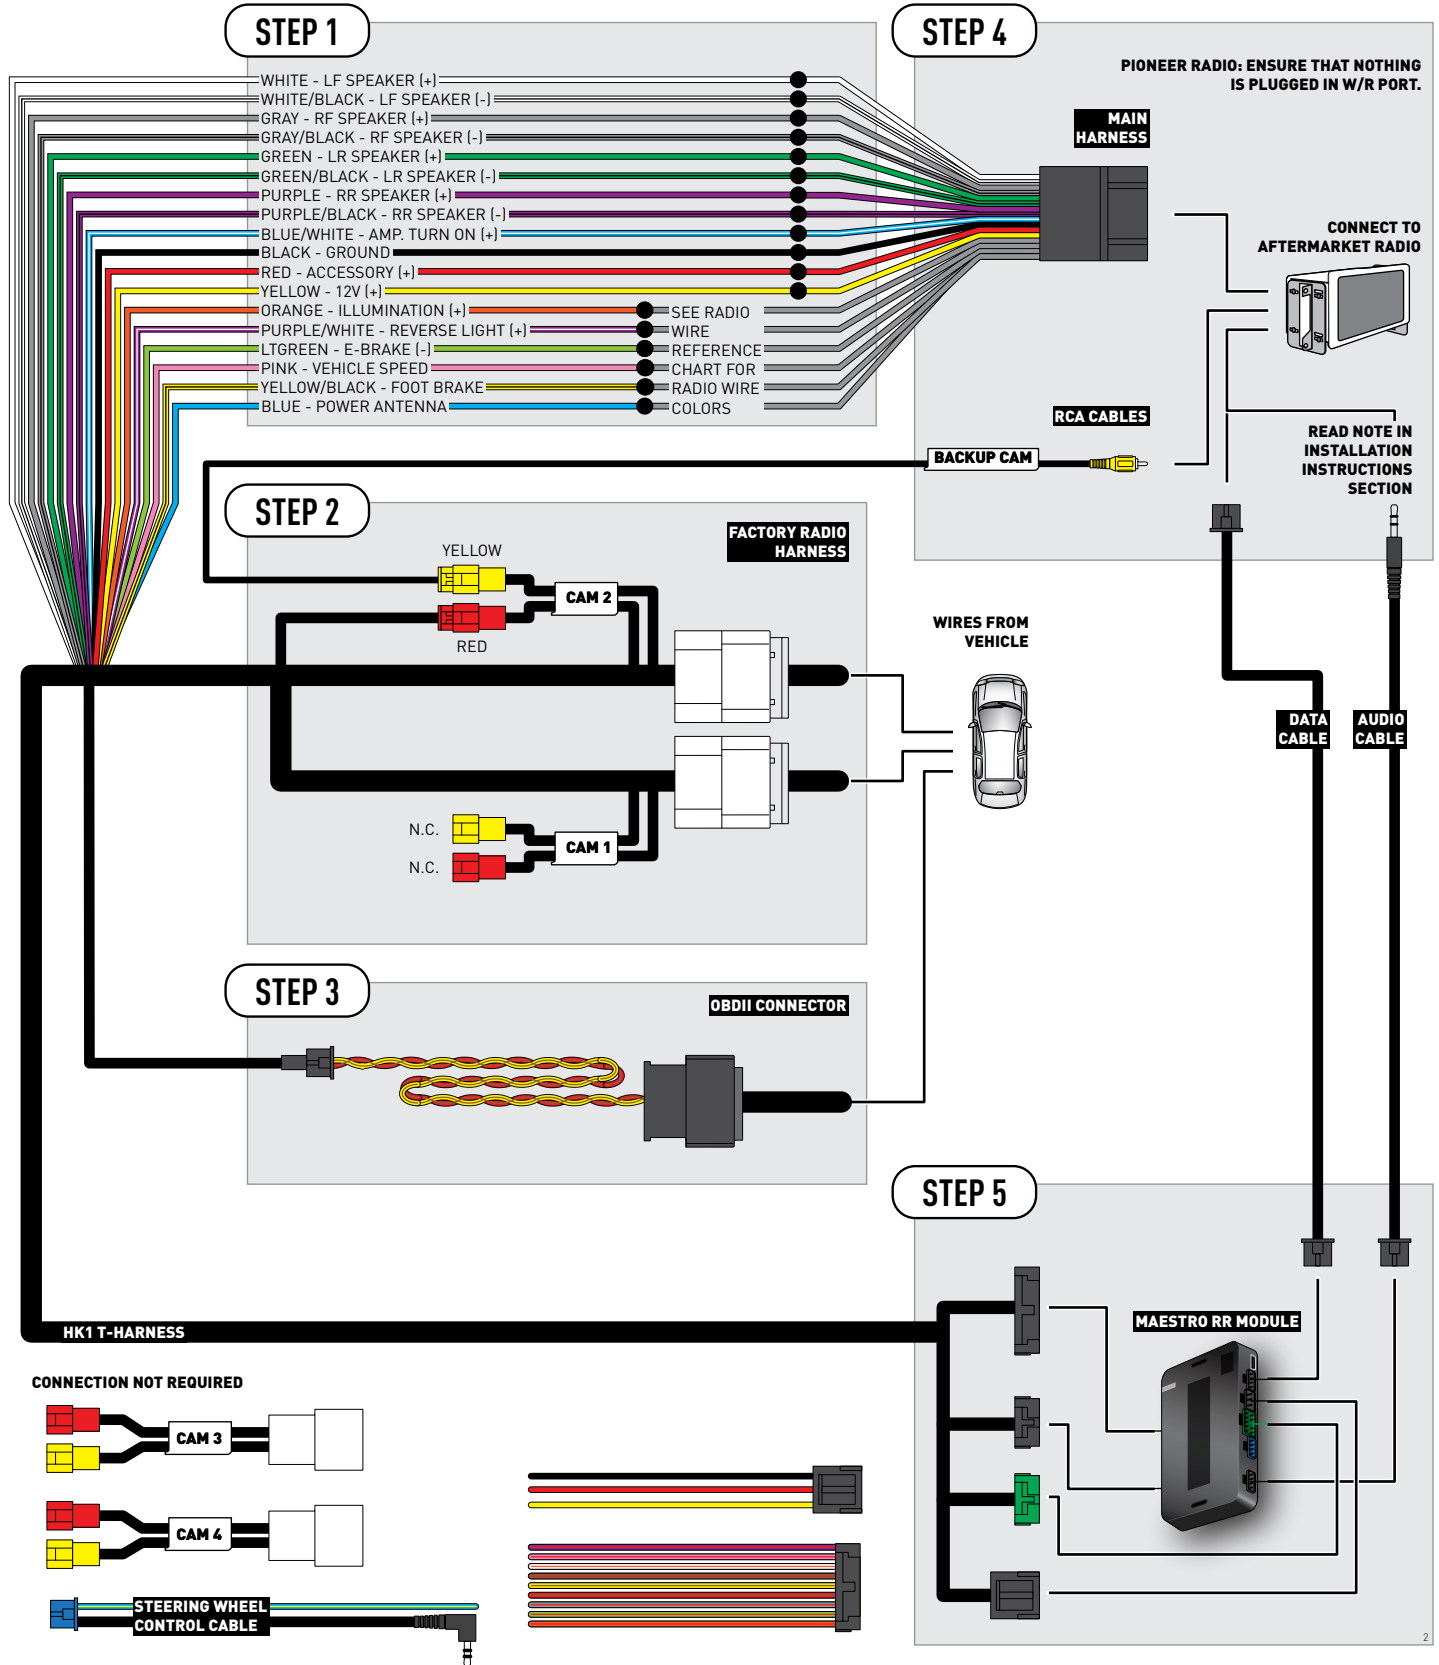 STEP 1
WHITE - LF SPEAKER (+)
WHITE/BLACK - LF SPEAKER (-)
GRAY - RF SPEAKER (+)
GRAY/BLACK - RF SPEAKER (-)
GREEN - LR SPEAKER (+)
GREEN/BLACK - LR SPEAKER (-)
PURPLE - RR SPEAKER (+)
PURPLE/BLACK - RR SPEAKER (-)
BLUE/WHITE - AMP. TURN ON (+)
BLACK - GROUND
RED - ACCESSORY (+)
YELLOW - 12V (+)
ORANGE - ILLUMINATION (+)
PURPLE/WHITE - REVERSE LIGHT (+)
LTGREEN - E-BRAKE (-)
PINK - VEHICLE SPEED
YELLOW/BLACK - FOOT BRAKE
BLUE - POWER ANTENNA
SEE RADIO
WIRE
REFERENCE
CHART FOR
RADIO WIRE
COLORS
STEP 4
PIONEER RADIO: ENSURE THAT NOTHING
IS PLUGGED IN W/R PORT.
MAIN
HARNESS
CONNECT TO
AFTERMARKET RADIO
RCA CABLES
BACKUP CAM
READ NOTE IN
INSTALLATION
INSTRUCTIONS
SECTION
STEP 2
FACTORY RADIO
HARNESS
YELLOW
CAM 2
RED
WIRES FROM
VEHICLE
DATA
CABLE
AUDIO
CABLE
N.C.
CAM 1
N.C.
STEP 3
OBDII CONNECTOR
STEP 5
MAESTRO RR MODULE
HK1 T-HARNESS
CONNECTION NOT REQUIRED
CAM 3
CAM 4
STEERING WHEEL
CONTROL CABLE
2